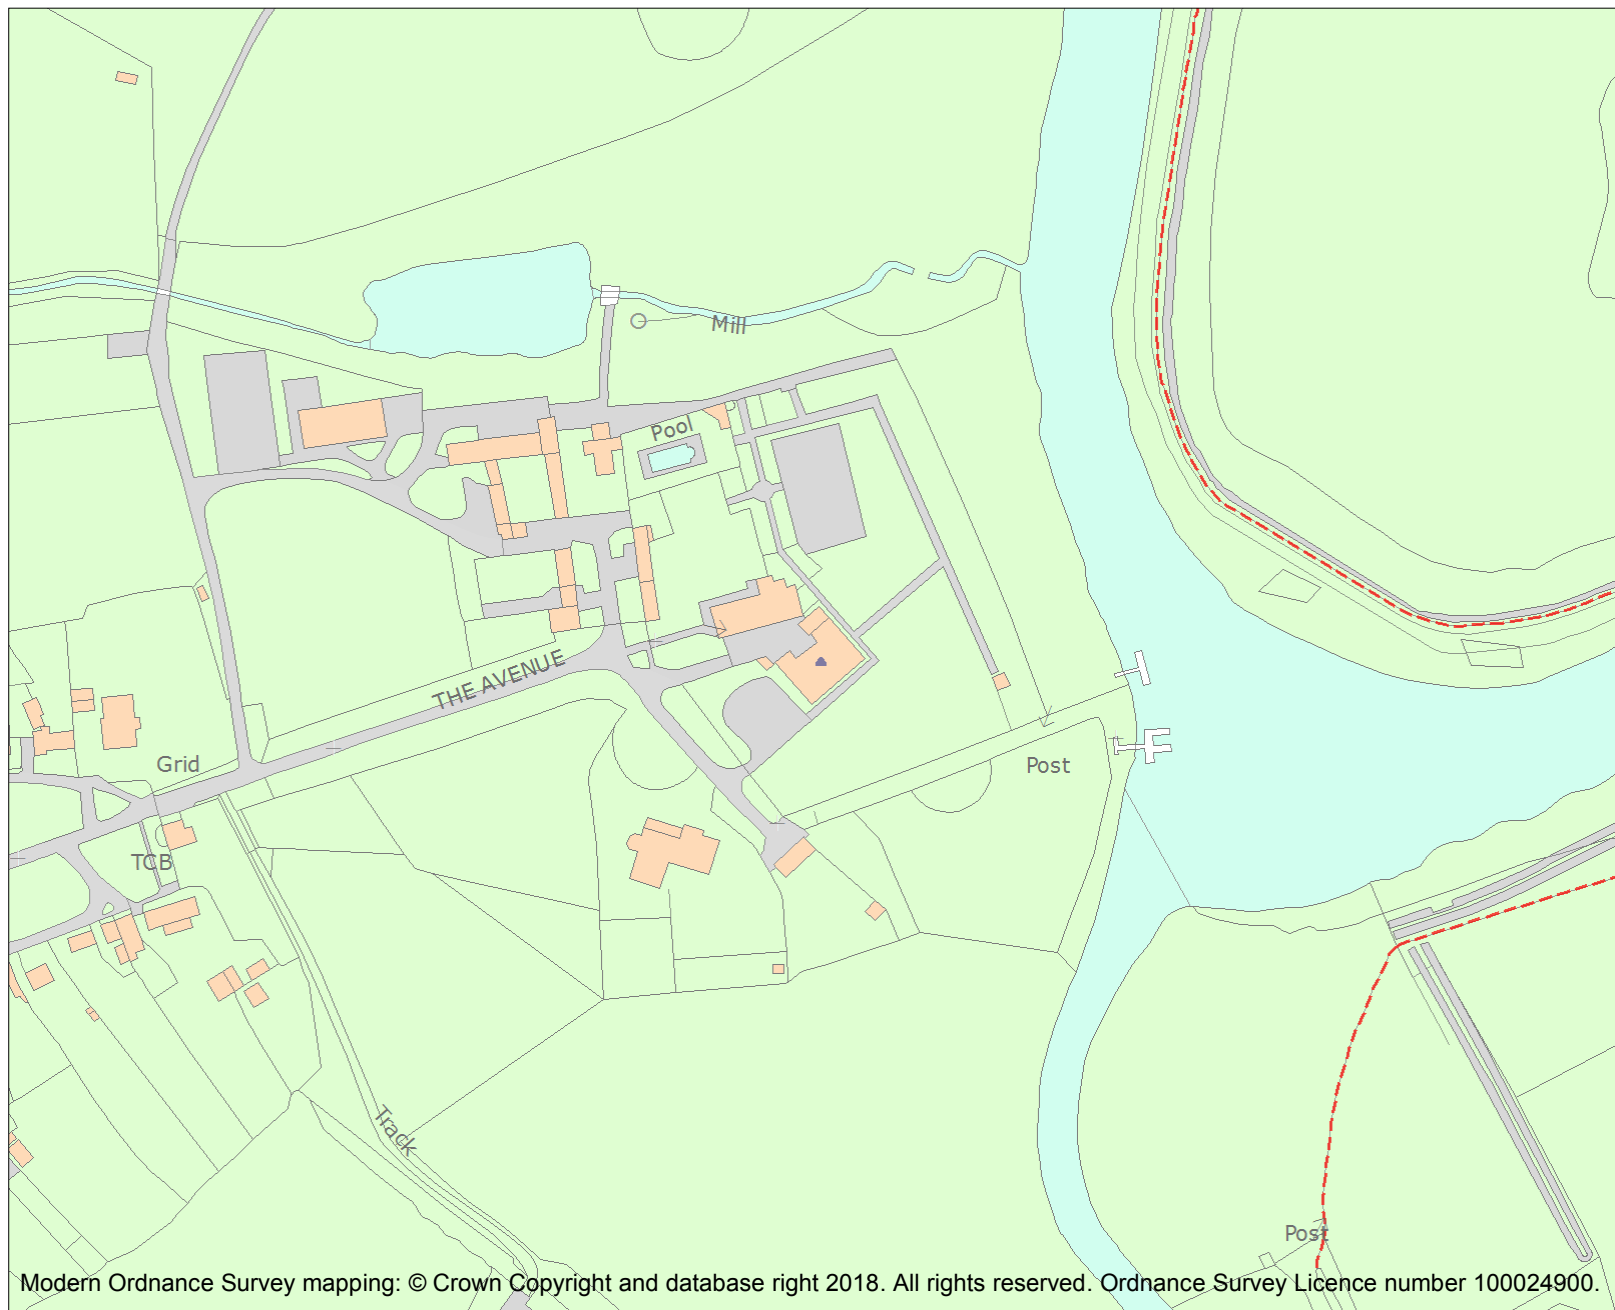 Mill
Pool
THE AVENUE
Grid
Post
TCB
Track
Post
Modern Ordnance Survey mapping: © Crown Copyright and database right 2018. All rights reserved. Ordnance Survey Licence number 100024900.